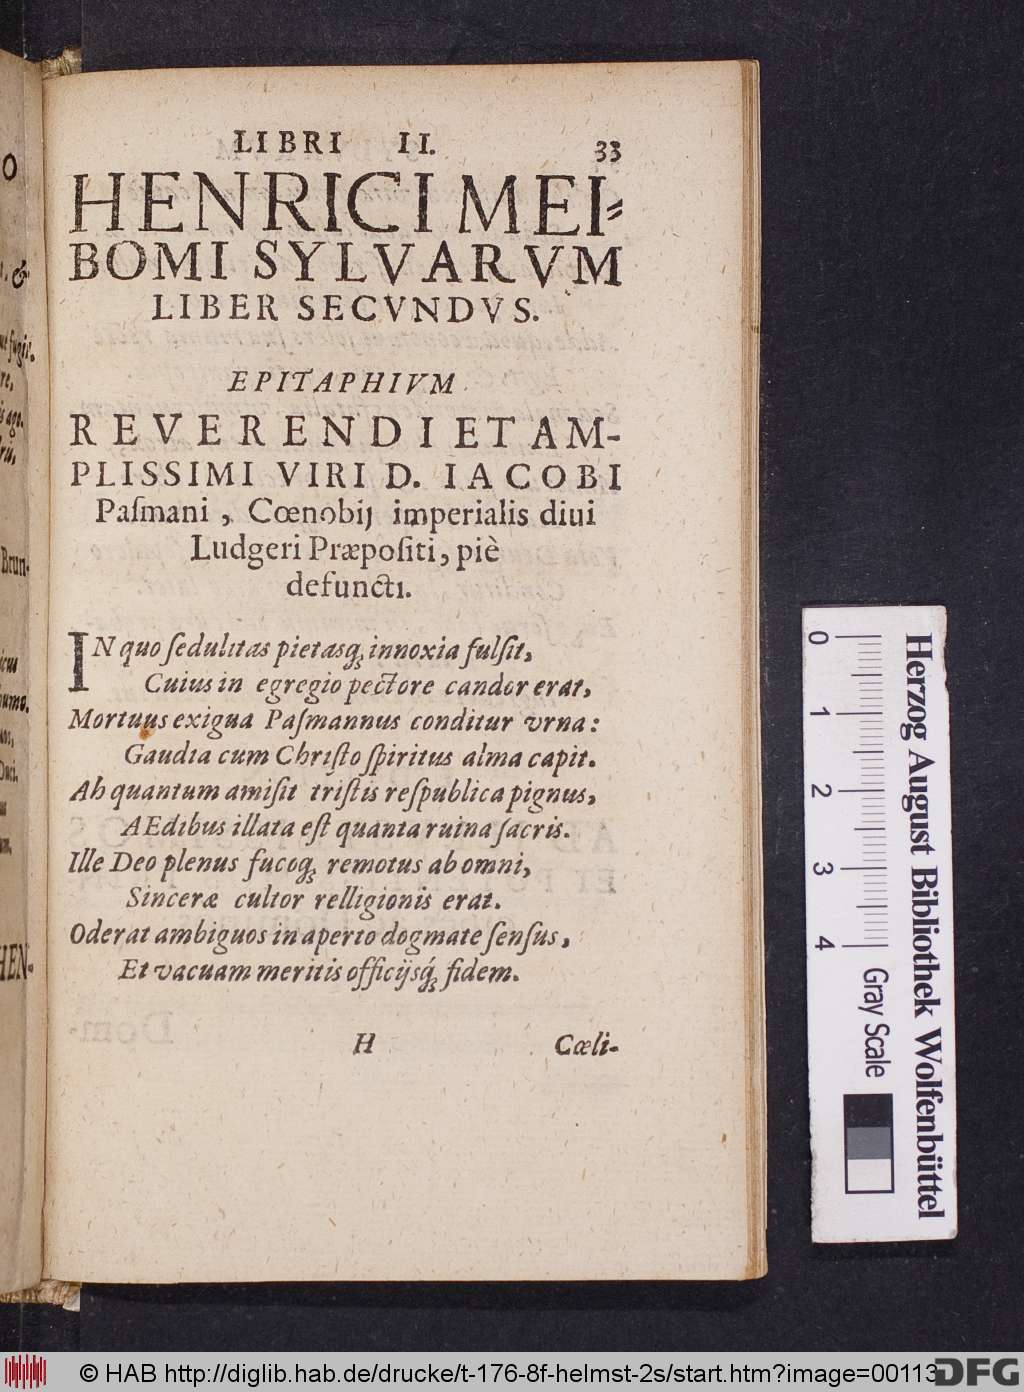 LIBRI II. 33
HENRICI MEI-
BOMI SYLVARVM
LIBER SECVNDVS.
EPITAPHIVM
REVERENDI ET AM-
PLISSIMI VIRI D. IACOBI
Paſmani, Cœnobij imperialis diui
Ludgeri Præpoſiti, piè
defuncti.
IN quo ſedulitas pietasq; innoxia fulſit,
Cuius in egregio pectore candor erat,
Mortuus exigua Paſmannus conditur vrna:
Gaudia cum Chriſto ſpiritus alma capit.
Ah quantum amiſit triſtis reſpublica pignus,
AEdibus illata eſt quanta ruina ſacris.
Ille Deo plenus fucoq; remotus ab omni,
Sinceræ cultor relligionis erat.
Oderat ambiguos in aperto dogmate ſenſus,
Et vacuam meritis officijsq́; fidem.
H Cœli-
O
, &
re,
Brun-
Duci.
HEN-
0 1 2 3 4
Herzog August Bibliothek Wolfenbüttel
Gray Scale
© HAB http://diglib.hab.de/drucke/t-176-8f-helmst-2s/start.htm?image=00113
DFG